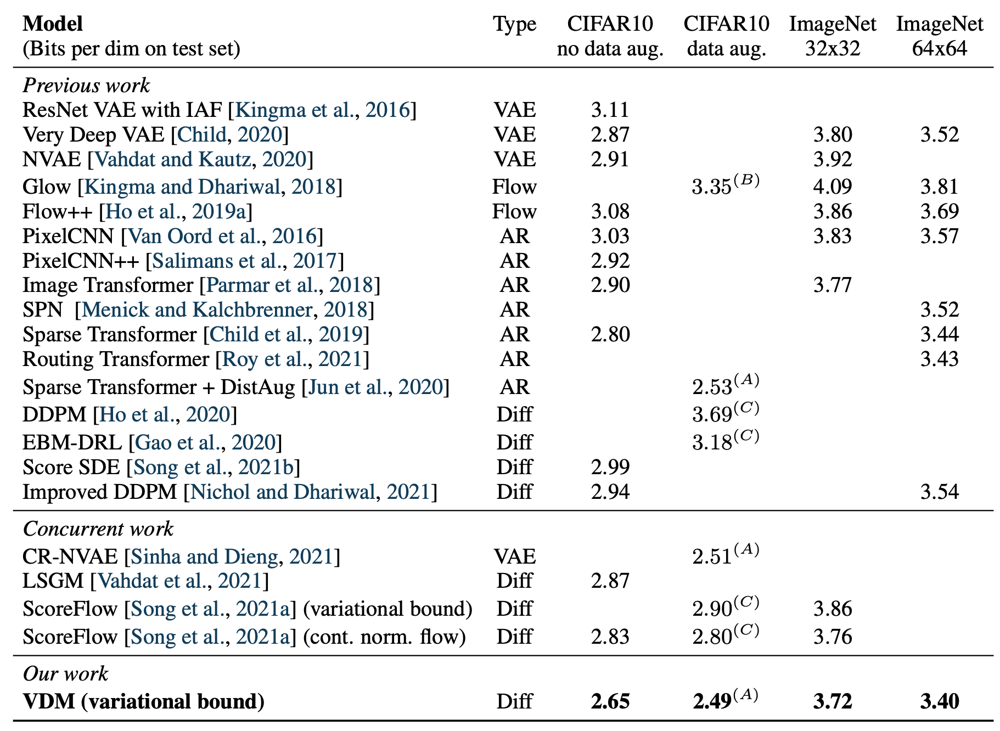 Model Type CIFAR10 CIFAR10 ImageNet ImageNet
(Bits per dim on test set) no data aug. data aug. 32x32 64x64
Previous work
ResNet VAE with IAF [Kingma et al., 2016] VAE 3.11
Very Deep VAE [Child, 2020] VAE 2.87 3.80 3.52
NVAE [Vahdat and Kautz, 2020] VAE 2.91 3.92
Glow [Kingma and Dhariwal, 2018] Flow 3.35(B) 4.09 3.81
Flow++ [Ho et al., 2019a] Flow 3.08 3.86 3.69
PixelCNN [Van Oord et al., 2016] AR 3.03 3.83 3.57
PixelCNN++ [Salimans et al., 2017] AR 2.92
Image Transformer [Parmar et al., 2018] AR 2.90 3.77
SPN [Menick and Kalchbrenner, 2018] AR 3.52
Sparse Transformer [Child et al., 2019] AR 2.80 3.44
Routing Transformer [Roy et al., 2021] AR 3.43
Sparse Transformer + DistAug [Jun et al., 2020] AR 2.53(A)
DDPM [Ho et al., 2020] Diff 3.69(C)
EBM-DRL [Gao et al., 2020] Diff 3.18(C)
Score SDE [Song et al., 2021b] Diff 2.99
Improved DDPM [Nichol and Dhariwal, 2021] Diff 2.94 3.54
Concurrent work
CR-NVAE [Sinha and Dieng, 2021] VAE 2.51(A)
LSGM [Vahdat et al., 2021] Diff 2.87
ScoreFlow [Song et al., 2021a] (variational bound) Diff 2.90(C) 3.86
ScoreFlow [Song et al., 2021a] (cont. norm. flow) Diff 2.83 2.80(C) 3.76
Our work
VDM (variational bound) Diff 2.65 2.49(A) 3.72 3.40